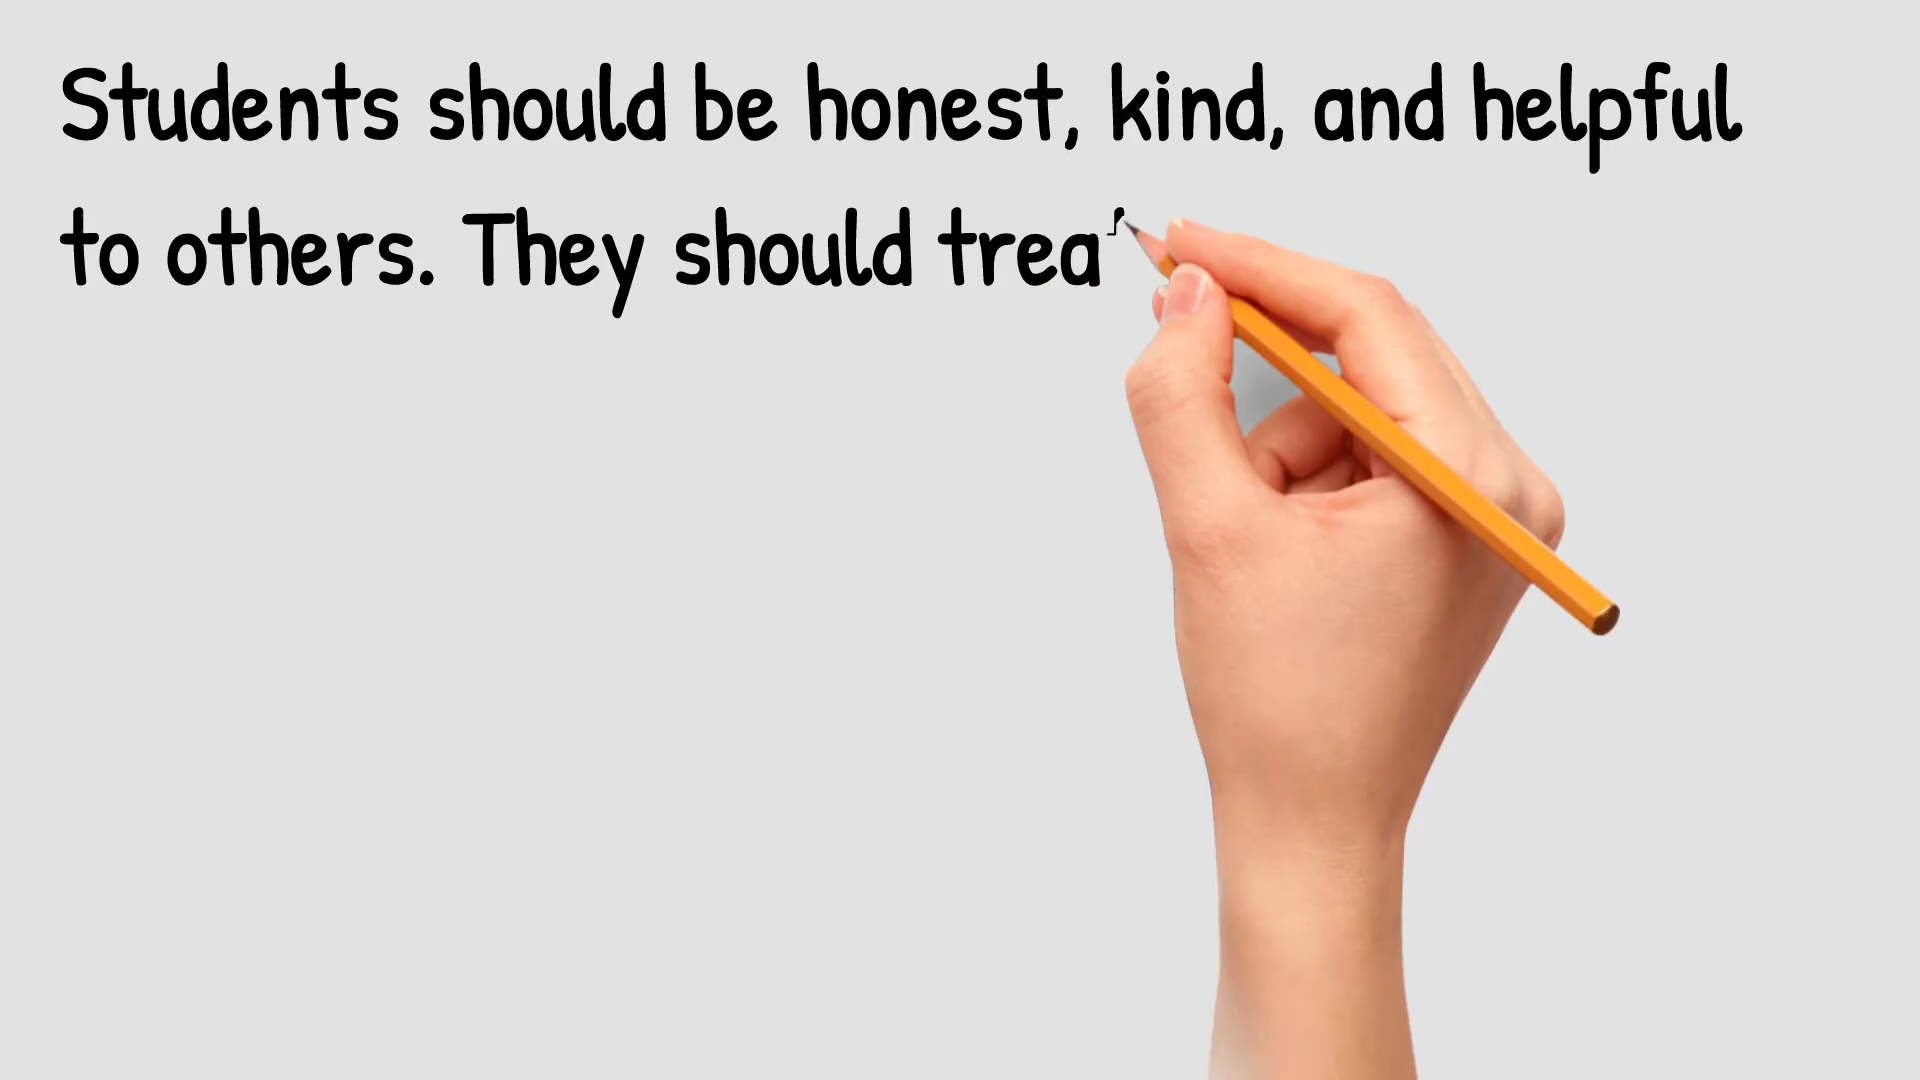 Students should be honest, kind, and helpful
to others. They should trea